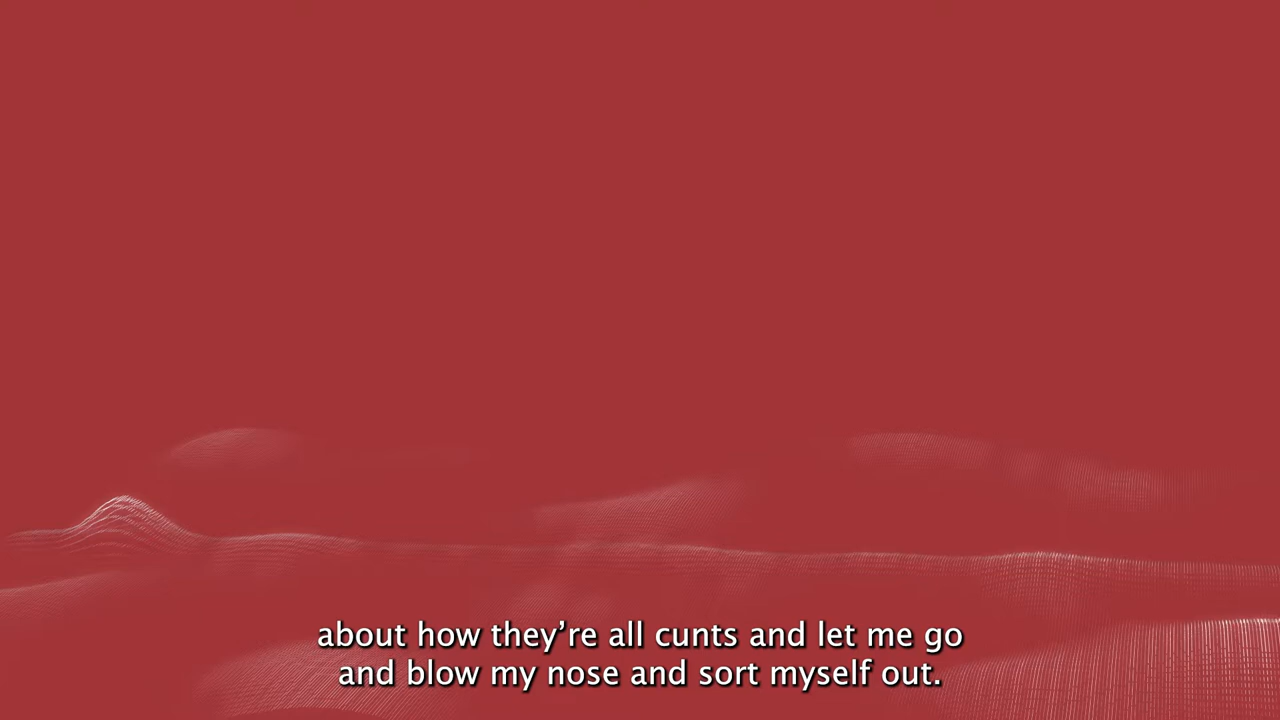 about how they’re all cunts and let me go
and blow my nose and sort myself out.